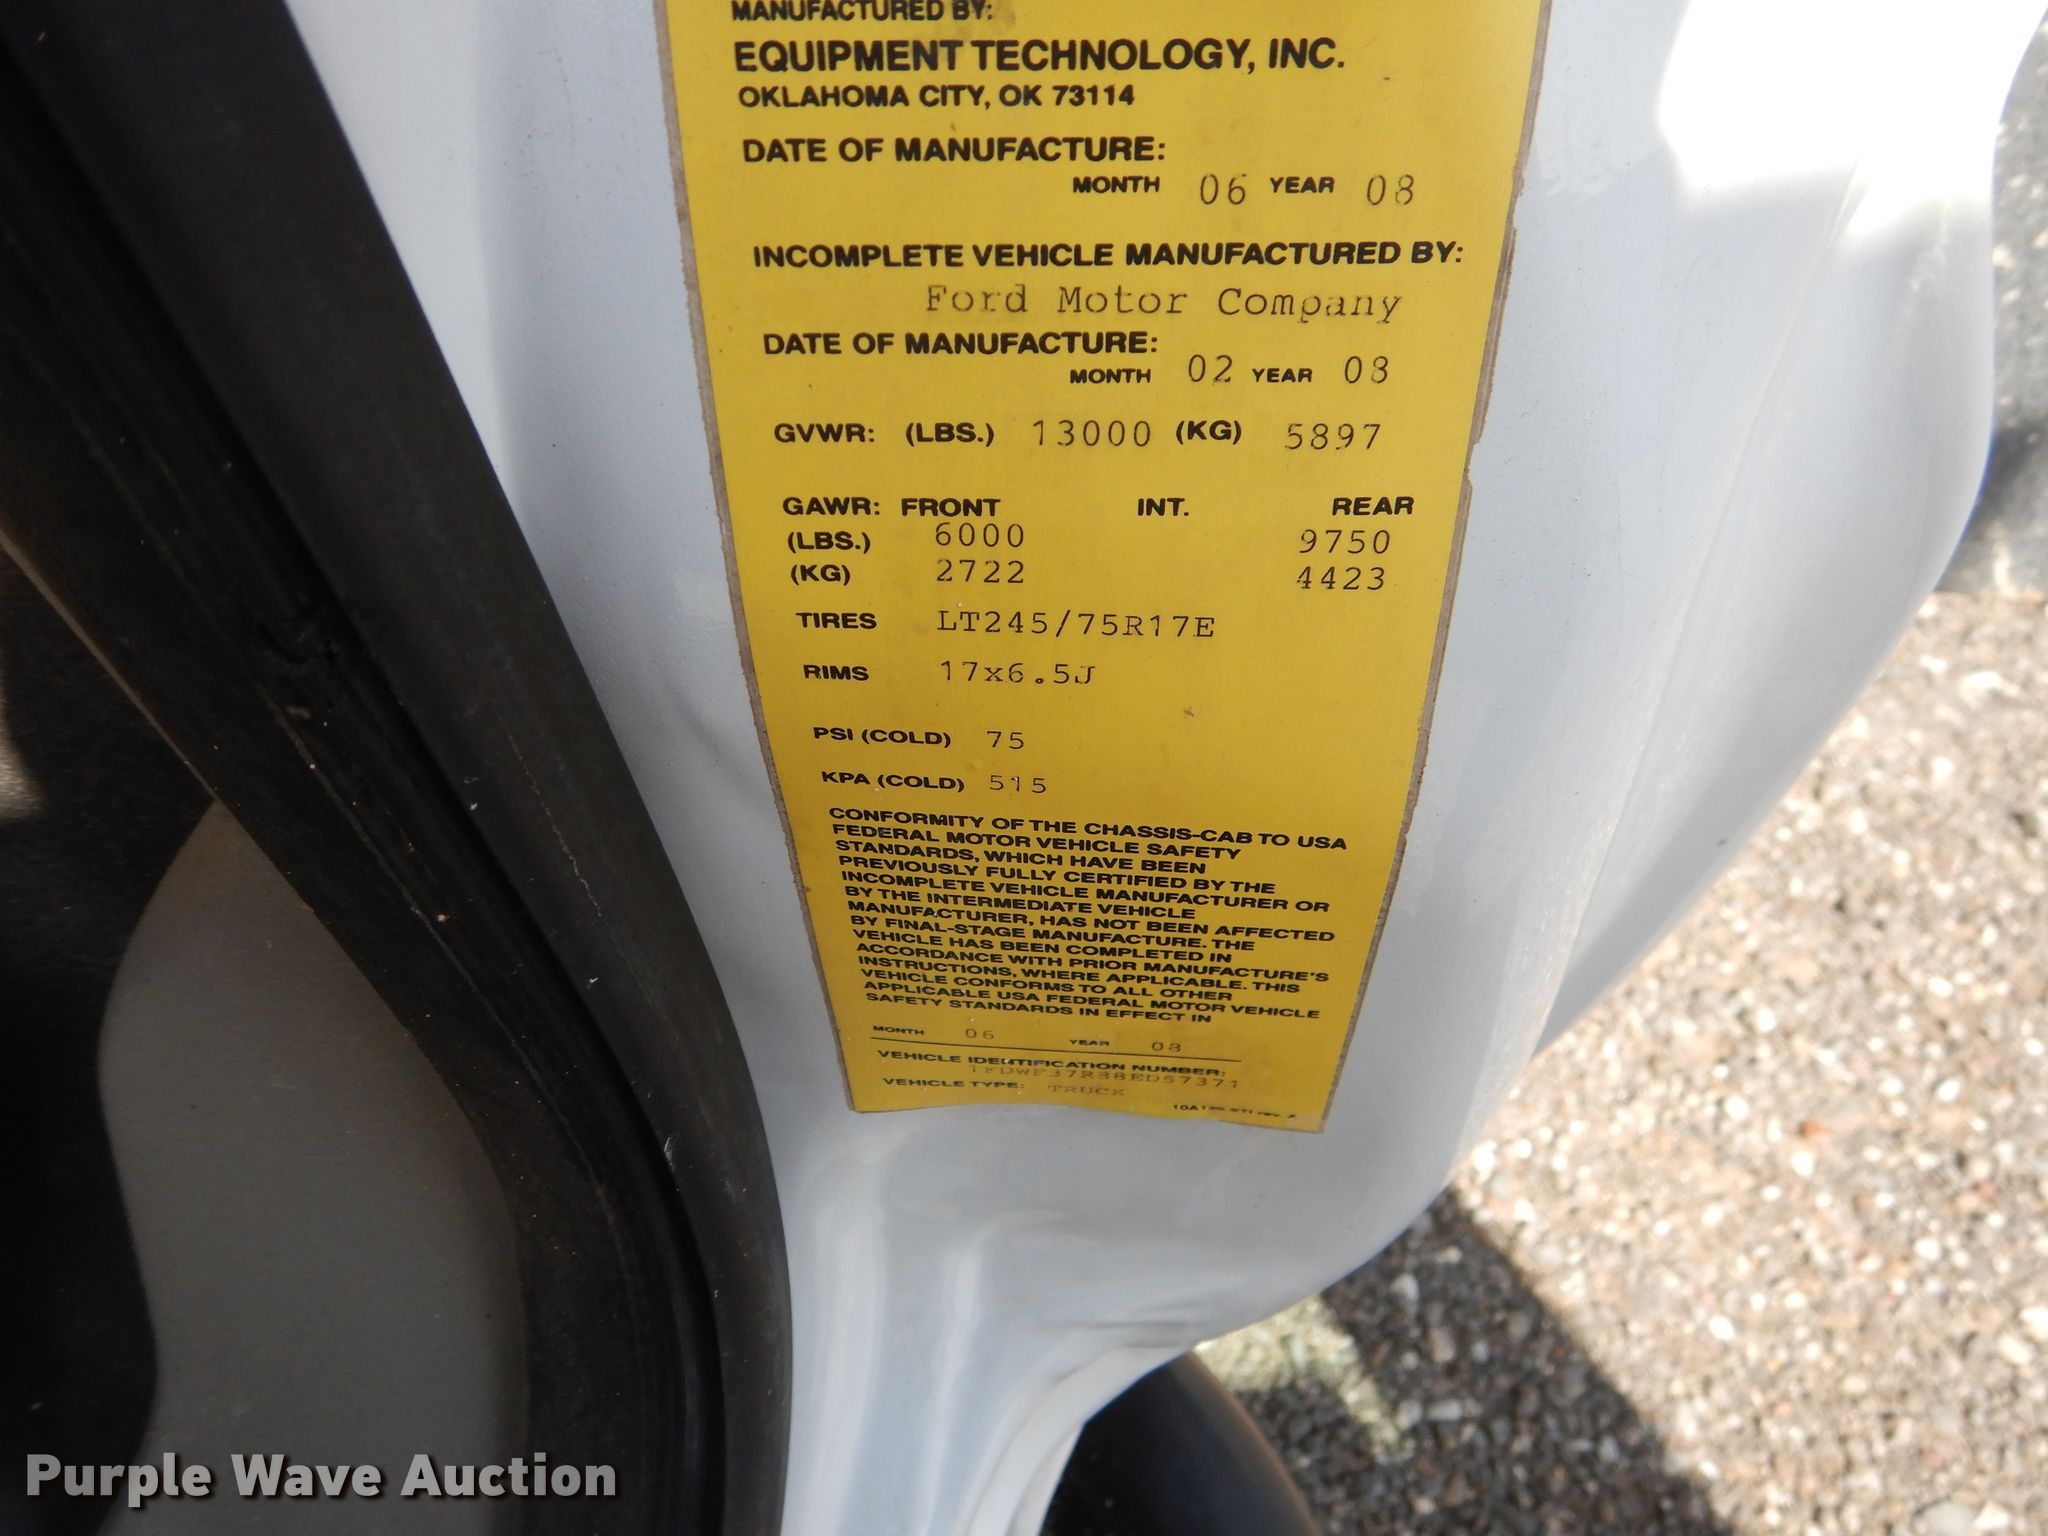 MANUFACTURED BY:
EQUIPMENT TECHNOLOGY, INC.
OKLAHOMA CITY, OK 73114
DATE OF MANUFACTURE:
MONTH 06 YEAR 08
INCOMPLETE VEHICLE MANUFACTURED BY:
Ford Motor Company
DATE OF MANUFACTURE:
MONTH 02 YEAR 08
GVWR: (LBS.) 13000 (KG) 5897
GAWR: FRONT INT. REAR
(LBS.) 6000 9750
(KG) 2722 4423
TIRES LT245/75R17E
RIMS 17x6.5J
PSI (COLD) 75
KPA (COLD) 515
CONFORMITY OF THE CHASSIS-CAB TO USA
FEDERAL MOTOR VEHICLE SAFETY
STANDARDS, WHICH HAVE BEEN
PREVIOUSLY FULLY CERTIFIED BY THE
INCOMPLETE VEHICLE MANUFACTURER OR
BY THE INTERMEDIATE VEHICLE
MANUFACTURER, HAS NOT BEEN AFFECTED
BY FINAL-STAGE MANUFACTURE. THE
VEHICLE HAS BEEN COMPLETED IN
ACCORDANCE WITH PRIOR MANUFACTURE'S
INSTRUCTIONS, WHERE APPLICABLE. THIS
VEHICLE CONFORMS TO ALL OTHER
APPLICABLE USA FEDERAL MOTOR VEHICLE
SAFETY STANDARDS IN EFFECT IN
MONTH 06 YEAR 08
VEHICLE IDENTIFICATION NUMBER:
1FDWF37R88ED57371
VEHICLE TYPE: TRUCK
Purple Wave Auction